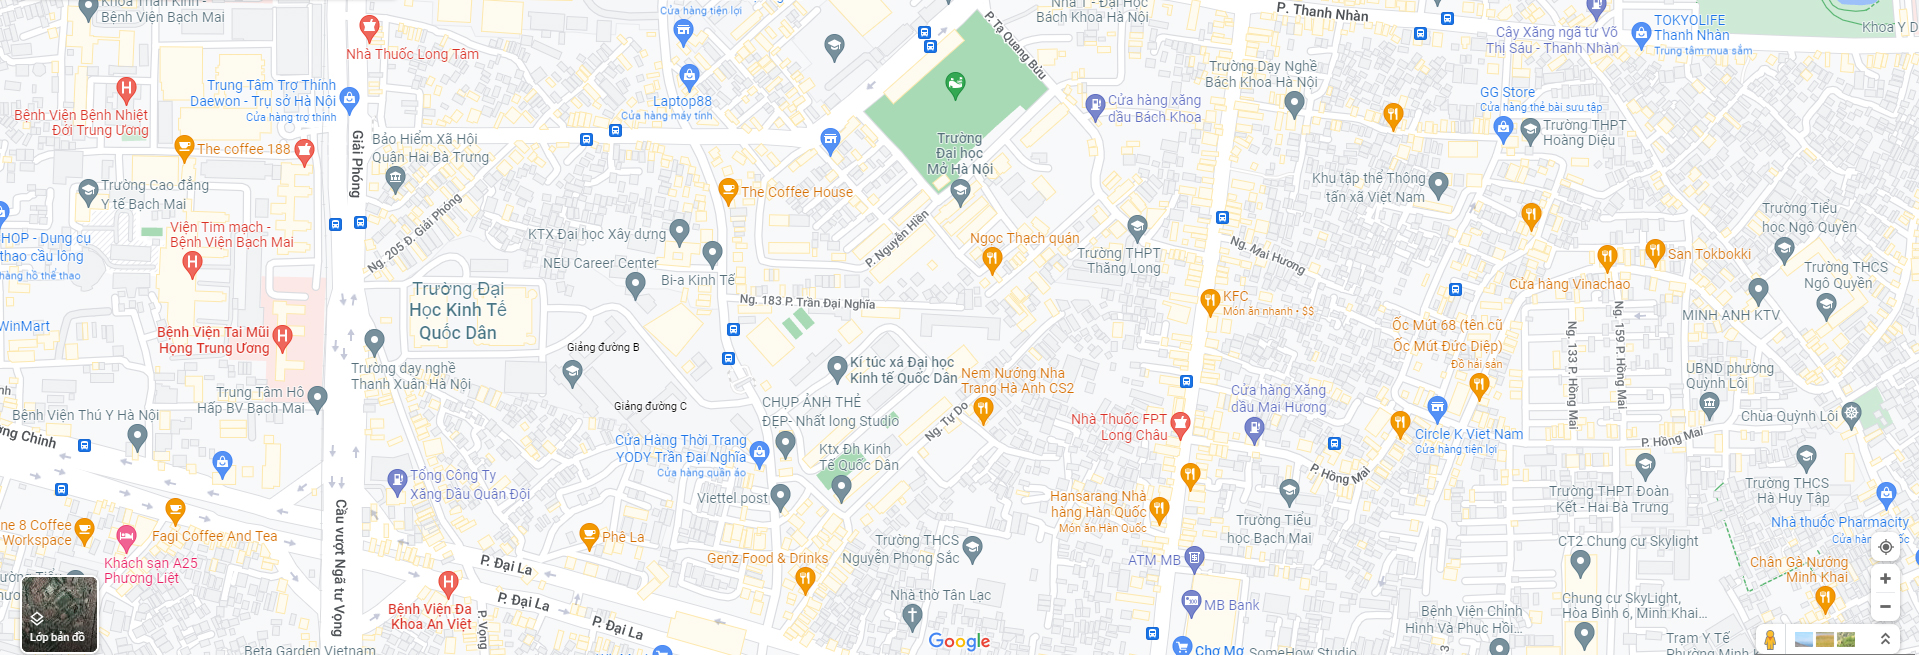 Khoa Thần Kinh -
Bệnh Viện Bạch Mai
Nhà Thuốc Long Tâm
Cửa hàng tiện lợi
P. Tạ Quang Bửu
Nhà T - Đại Học
Bách Khoa Hà Nội
P. Thanh Nhàn
Cây Xăng ngã tư Võ
Thị Sáu - Thanh Nhàn
TOKYOLIFE
Thanh Nhàn
Trung tâm mua sắm
Khoa Y D
Trung Tâm Trợ Thính
Daewon - Trụ sở Hà Nội
Cửa hàng trợ thính
Bệnh Viện Bệnh Nhiệt
Đới Trung Ương
Laptop88
Cửa hàng máy tính
Cửa hàng xăng
dầu Bách Khoa
Trường Dạy Nghề
Bách Khoa Hà Nội
GG Store
Cửa hàng thẻ bài sưu tập
Trường THPT
Hoàng Diệu
The coffee 188
Giải Phóng
Bảo Hiểm Xã Hội
Quận Hai Bà Trưng
Trường
Đại học
Mở Hà Nội
Trường Cao đẳng
Y tế Bạch Mai
The Coffee House
Khu tập thể Thông
tấn xã Việt Nam
Trường Tiểu
học Ngô Quyền
Viện Tim mạch -
Bệnh Viện Bạch Mai
HOP - Dụng cụ
thao cầu lông
hàng hồ thể thao
Ng. 205 Đ. Giải Phóng
KTX Đại học Xây dựng
P. Nguyễn Hiền
Ngọc Thạch quán
Trường THPT
Thăng Long
Ng. Mai Hương
San Tokbokki
NEU Career Center
Bi-a Kinh Tế
Cửa hàng Vinachao
Trường THCS
Ngô Quyền
Trường Đại
Học Kinh Tế
Quốc Dân
Ng. 183 P. Trần Đại Nghĩa
KFC
Món ăn nhanh • $$
MINH ANH KTV
WinMart
Bệnh Viện Tai Mũi
Họng Trung Ương
Giảng đường B
Ốc Mút 68 (tên cũ
Ốc Mút Đức Diệp)
Đồ hải sản
Ng. 133 P. Hồng Mai
Ng. 159 P. Hồng Mai
Trường dạy nghề
Thanh Xuân Hà Nội
Kí túc xá Đại học
Kinh tế Quốc Dân
Nem Nướng Nha
Trang Hà Anh CS2
UBND phường
Quỳnh Lôi
Trung Tâm Hô
Hấp BV Bạch Mai
Giảng đường C
CHỤP ẢNH THẺ
ĐẸP- Nhất long Studio
Cửa hàng Xăng
dầu Mai Hương
Bệnh Viện Thú Y Hà Nội
Nhà Thuốc FPT
Long Châu
Chùa Quỳnh Lôi
Ng. Tự Do
Cửa Hàng Thời Trang
YODY Trần Đại Nghĩa
Cửa hàng quần áo
Circle K Viet Nam
Cửa hàng tiện lợi
P. Hồng Mai
Ktx Đh Kinh
Tế Quốc Dân
P. Hồng Mai
Tổng Công Ty
Xăng Dầu Quân Đội
Viettel post
Hansarang Nhà
hàng Hàn Quốc
Món ăn Hàn Quốc
Trường THPT Đoàn
Kết - Hai Bà Trưng
Trường THCS
Hà Huy Tập
Cầu vượt Ngã tư Vọng
ne 8 Coffee
Workspace
Fagi Coffee And Tea
Phê La
Trường Tiểu
học Bạch Mai
Nhà thuốc Pharmacity
Trường THCS
Nguyễn Phong Sắc
CT2 Chung cư Skylight
Khách sạn A25
Phương Liệt
P. Đại La
Genz Food & Drinks
ATM MB
Chân Gà Nướng
Minh Khai
Lớp bản đồ
Bệnh Viện Đa
Khoa An Việt
P. Vọng
P. Đại La
P. Đại La
Nhà thờ Tân Lạc
MB Bank
Bệnh Viện Chỉnh
Hình Và Phục Hồi...
Chung cư SkyLight,
Hòa Bình 6, Minh Khai...
Google
Trạm Y Tế
Phường Minh K
Beta Garden Vietnam
Chợ Mơ
SomeHow Studio